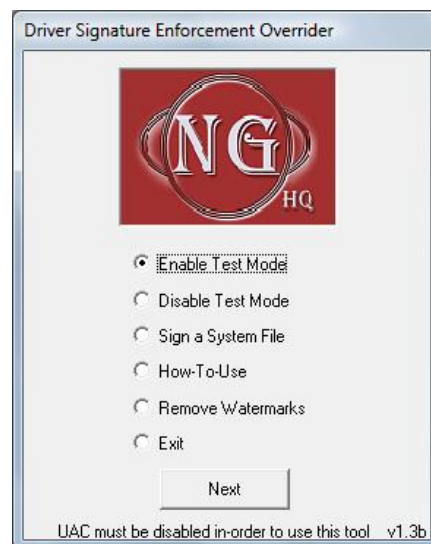 Driver Signature Enforcement Overrider
NG
HQ
Enable Test Mode
Disable Test Mode
Sign a System File
How-To-Use
Remove Watermarks
Exit
Next
UAC must be disabled in-order to use this tool v1.3b